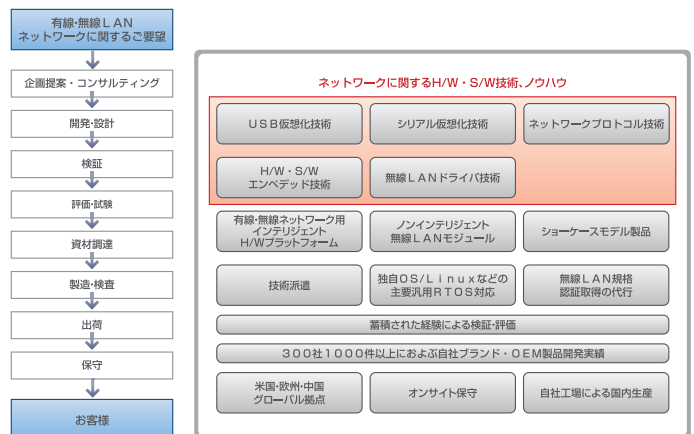 有線・無線ＬＡＮ
ネットワークに関するご要望
企画提案・コンサルティング
開発・設計
検証
評価・試験
資材調達
製造・検査
出荷
保守
お客様
ネットワークに関するH/W・S/W技術、ノウハウ
ＵＳＢ仮想化技術
シリアル仮想化技術
ネットワークプロトコル技術
H/W・S/W
エンベデッド技術
無線ＬＡＮドライバ技術
有線・無線ネットワーク用
インテリジェント
H/Wプラットフォーム
ノンインテリジェント
無線ＬＡＮモジュール
ショーケースモデル製品
技術派遣
独自OS/Ｌｉｎｕｘなどの
主要汎用ＲＴＯＳ対応
無線ＬＡＮ規格
認証取得の代行
蓄積された経験による検証・評価
３００社１０００件以上におよぶ自社ブランド・ＯＥＭ製品開発実績
米国・欧州・中国
グローバル拠点
オンサイト保守
自社工場による国内生産